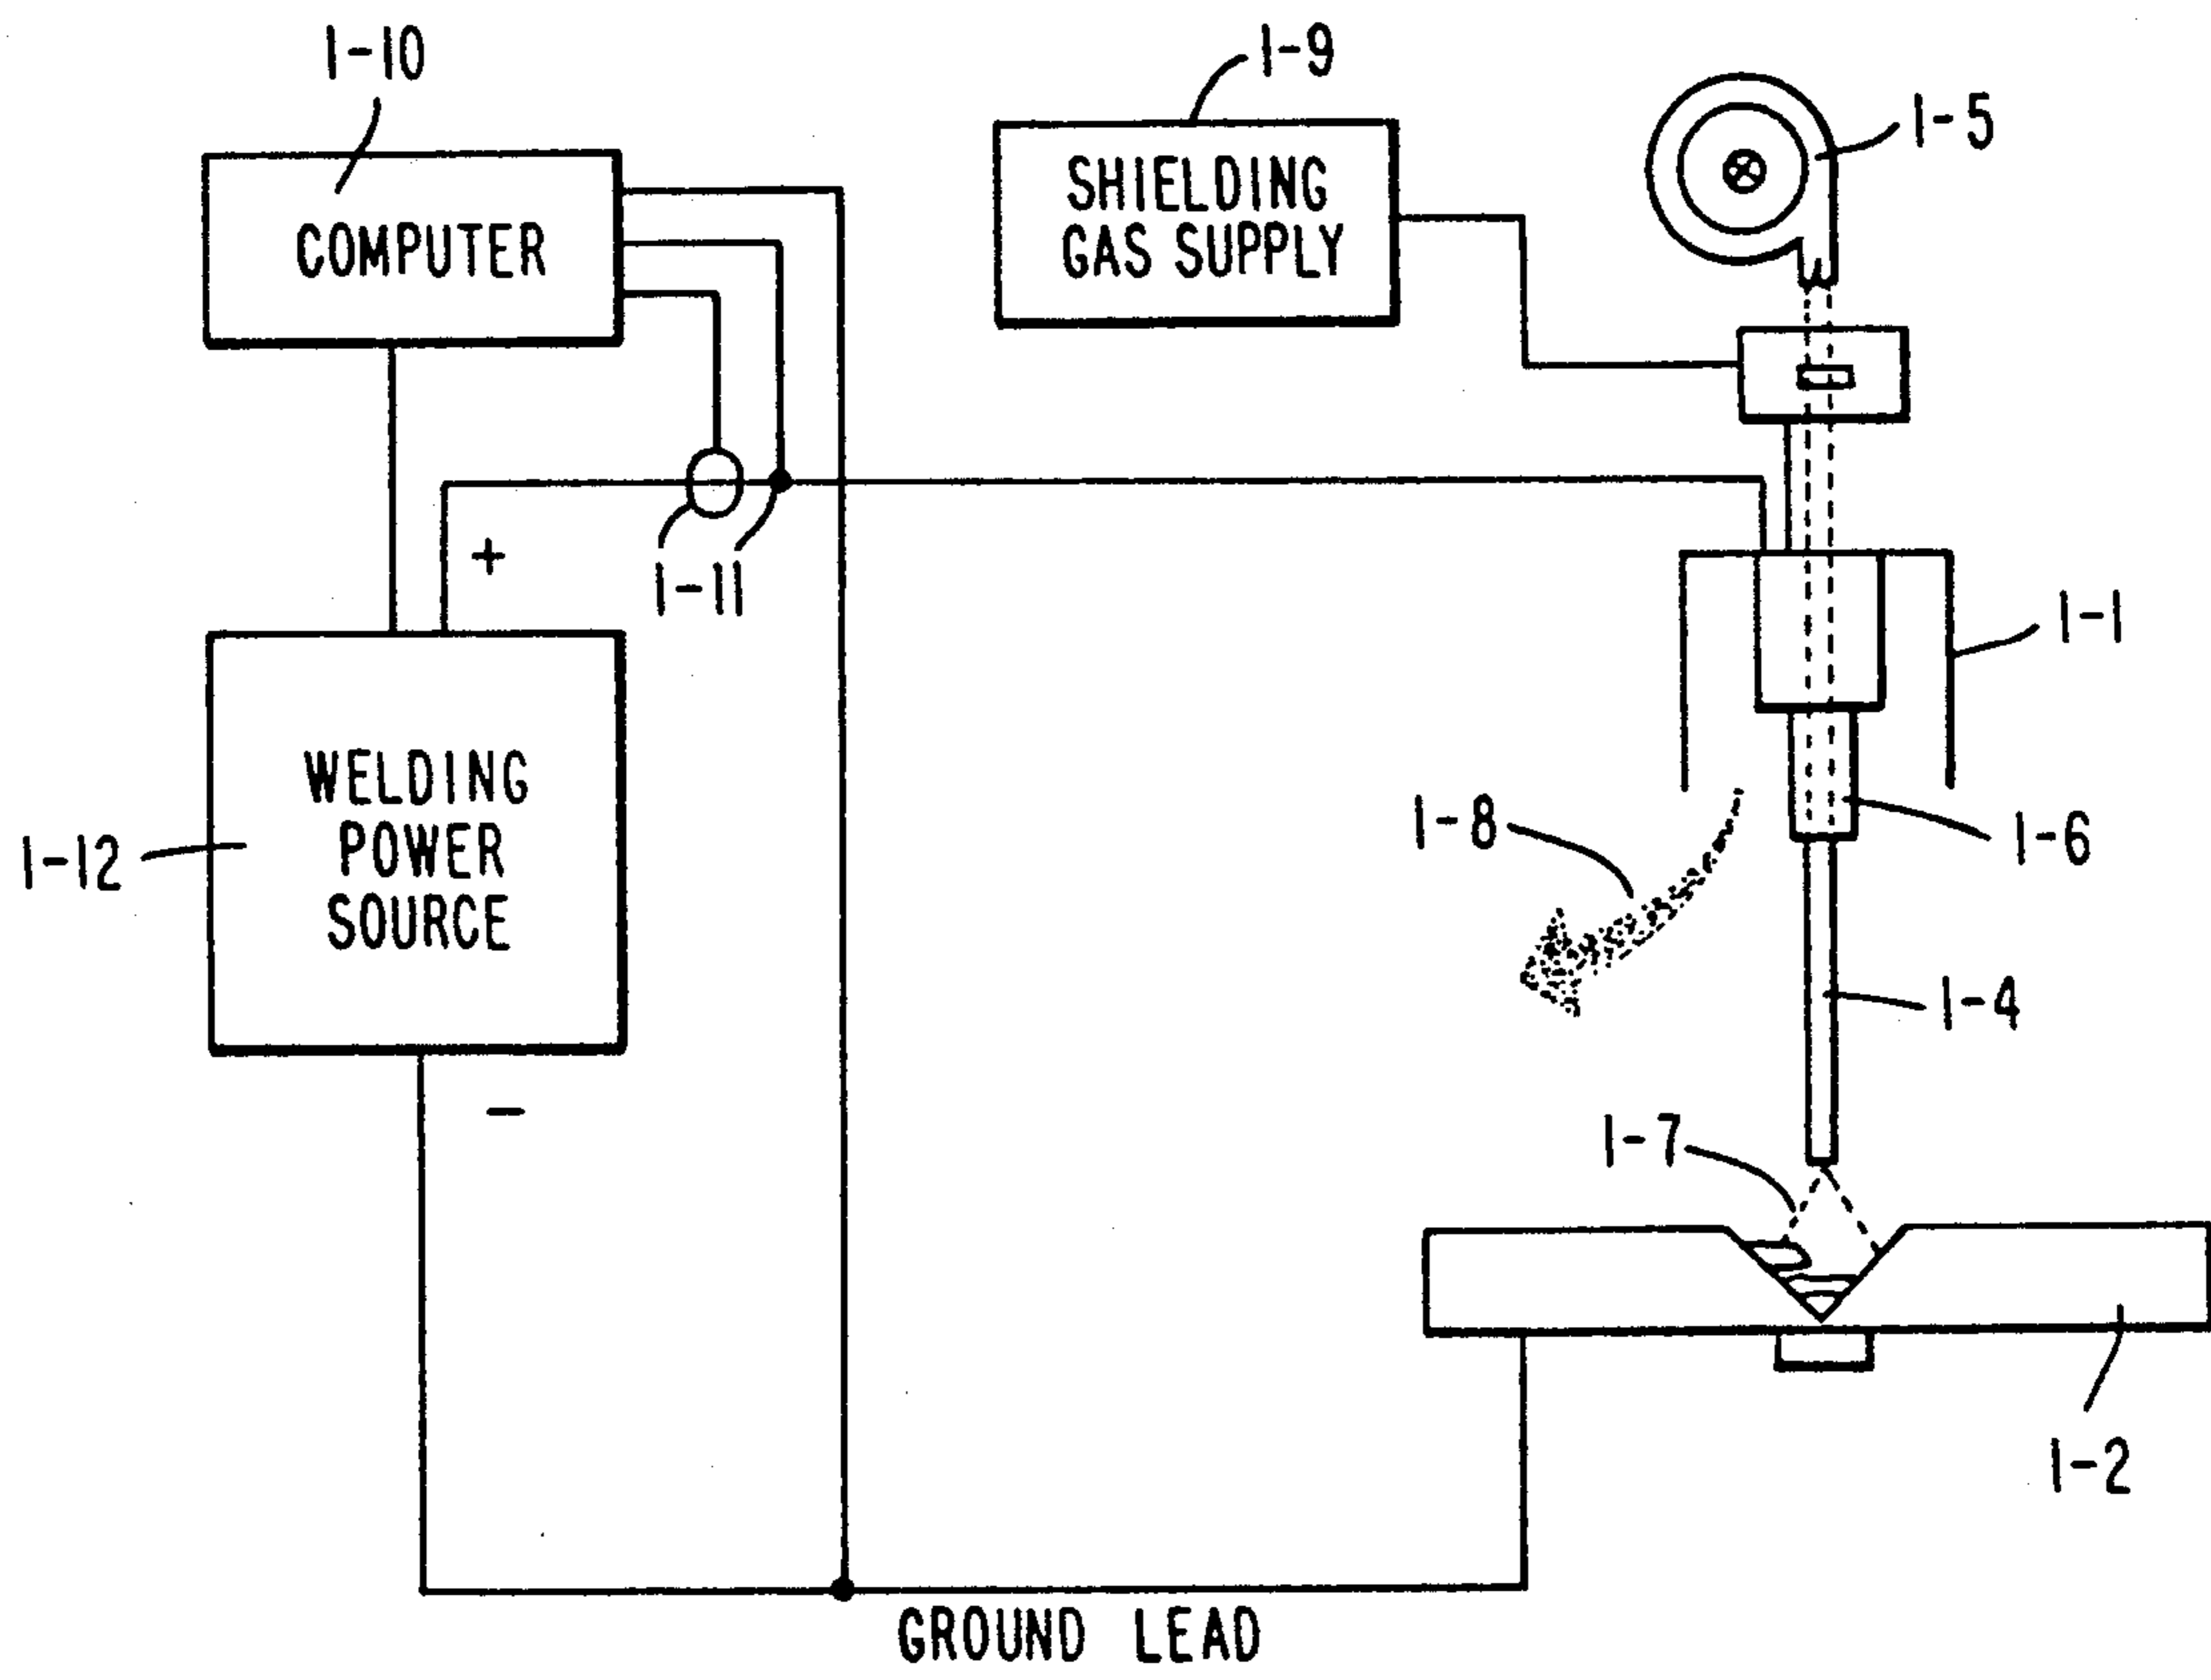 1-10
1-9
1-5
COMPUTER
SHIELDING
GAS SUPPLY
+
1-11
1-1
WELDING
POWER
SOURCE
1-12
1-8
1-6
1-4
−
1-7
1-2
GROUND LEAD